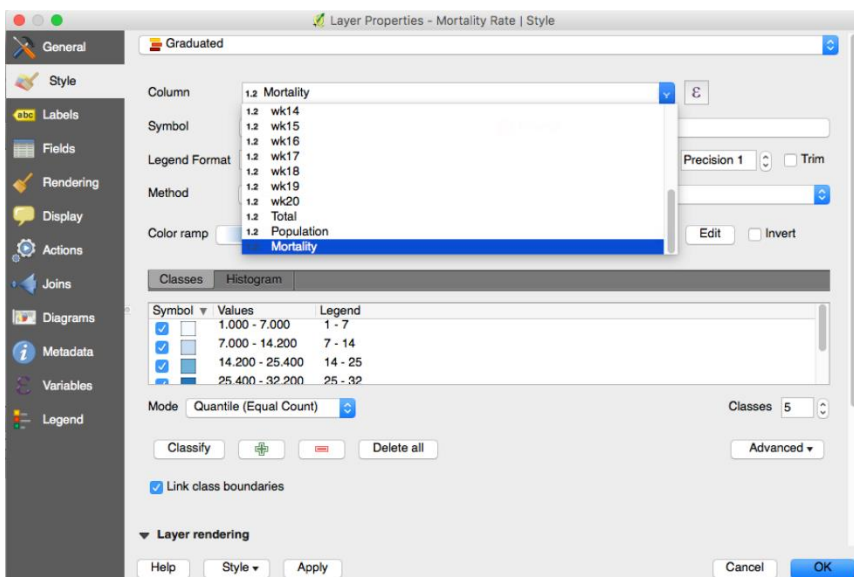 Layer Properties - Mortality Rate | Style
General
Style
Labels
Fields
Rendering
Display
Actions
Joins
Diagrams
Metadata
Variables
Legend
Graduated
Column 1.2 Mortality ε
1.2 wk14
1.2 wk15
1.2 wk16
1.2 wk17
1.2 wk18
1.2 wk19
1.2 wk20
1.2 Total
1.2 Population
1.2 Mortality
Symbol
Legend Format Precision 1 Trim
Method
Color ramp Edit Invert
Classes Histogram
Symbol ▼ Values Legend
1.000 - 7.000 1 - 7
7.000 - 14.200 7 - 14
14.200 - 25.400 14 - 25
25.400 - 32.200 25 - 32
Mode Quantile (Equal Count) Classes 5
Classify Delete all Advanced ▾
Link class boundaries
▼ Layer rendering
Help Style ▾ Apply Cancel OK